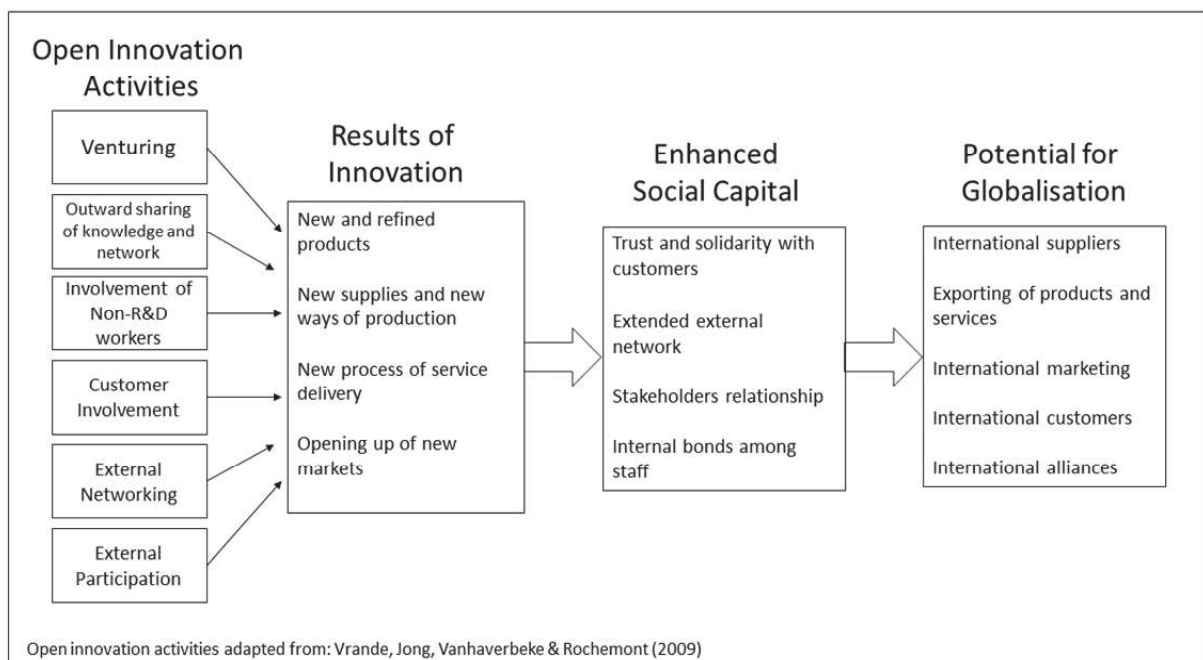 Open Innovation
Activities
Venturing
Outward sharing
of knowledge and
network
Involvement of
Non-R&D
workers
Customer
Involvement
External
Networking
External
Participation
Results of
Innovation
New and refined
products
New supplies and new
ways of production
New process of service
delivery
Opening up of new
markets
Enhanced
Social Capital
Trust and solidarity with
customers
Extended external
network
Stakeholders relationship
Internal bonds among
staff
Potential for
Globalisation
International suppliers
Exporting of products and
services
International marketing
International customers
International alliances
Open innovation activities adapted from: Vrande, Jong, Vanhaverbeke & Rochemont (2009)